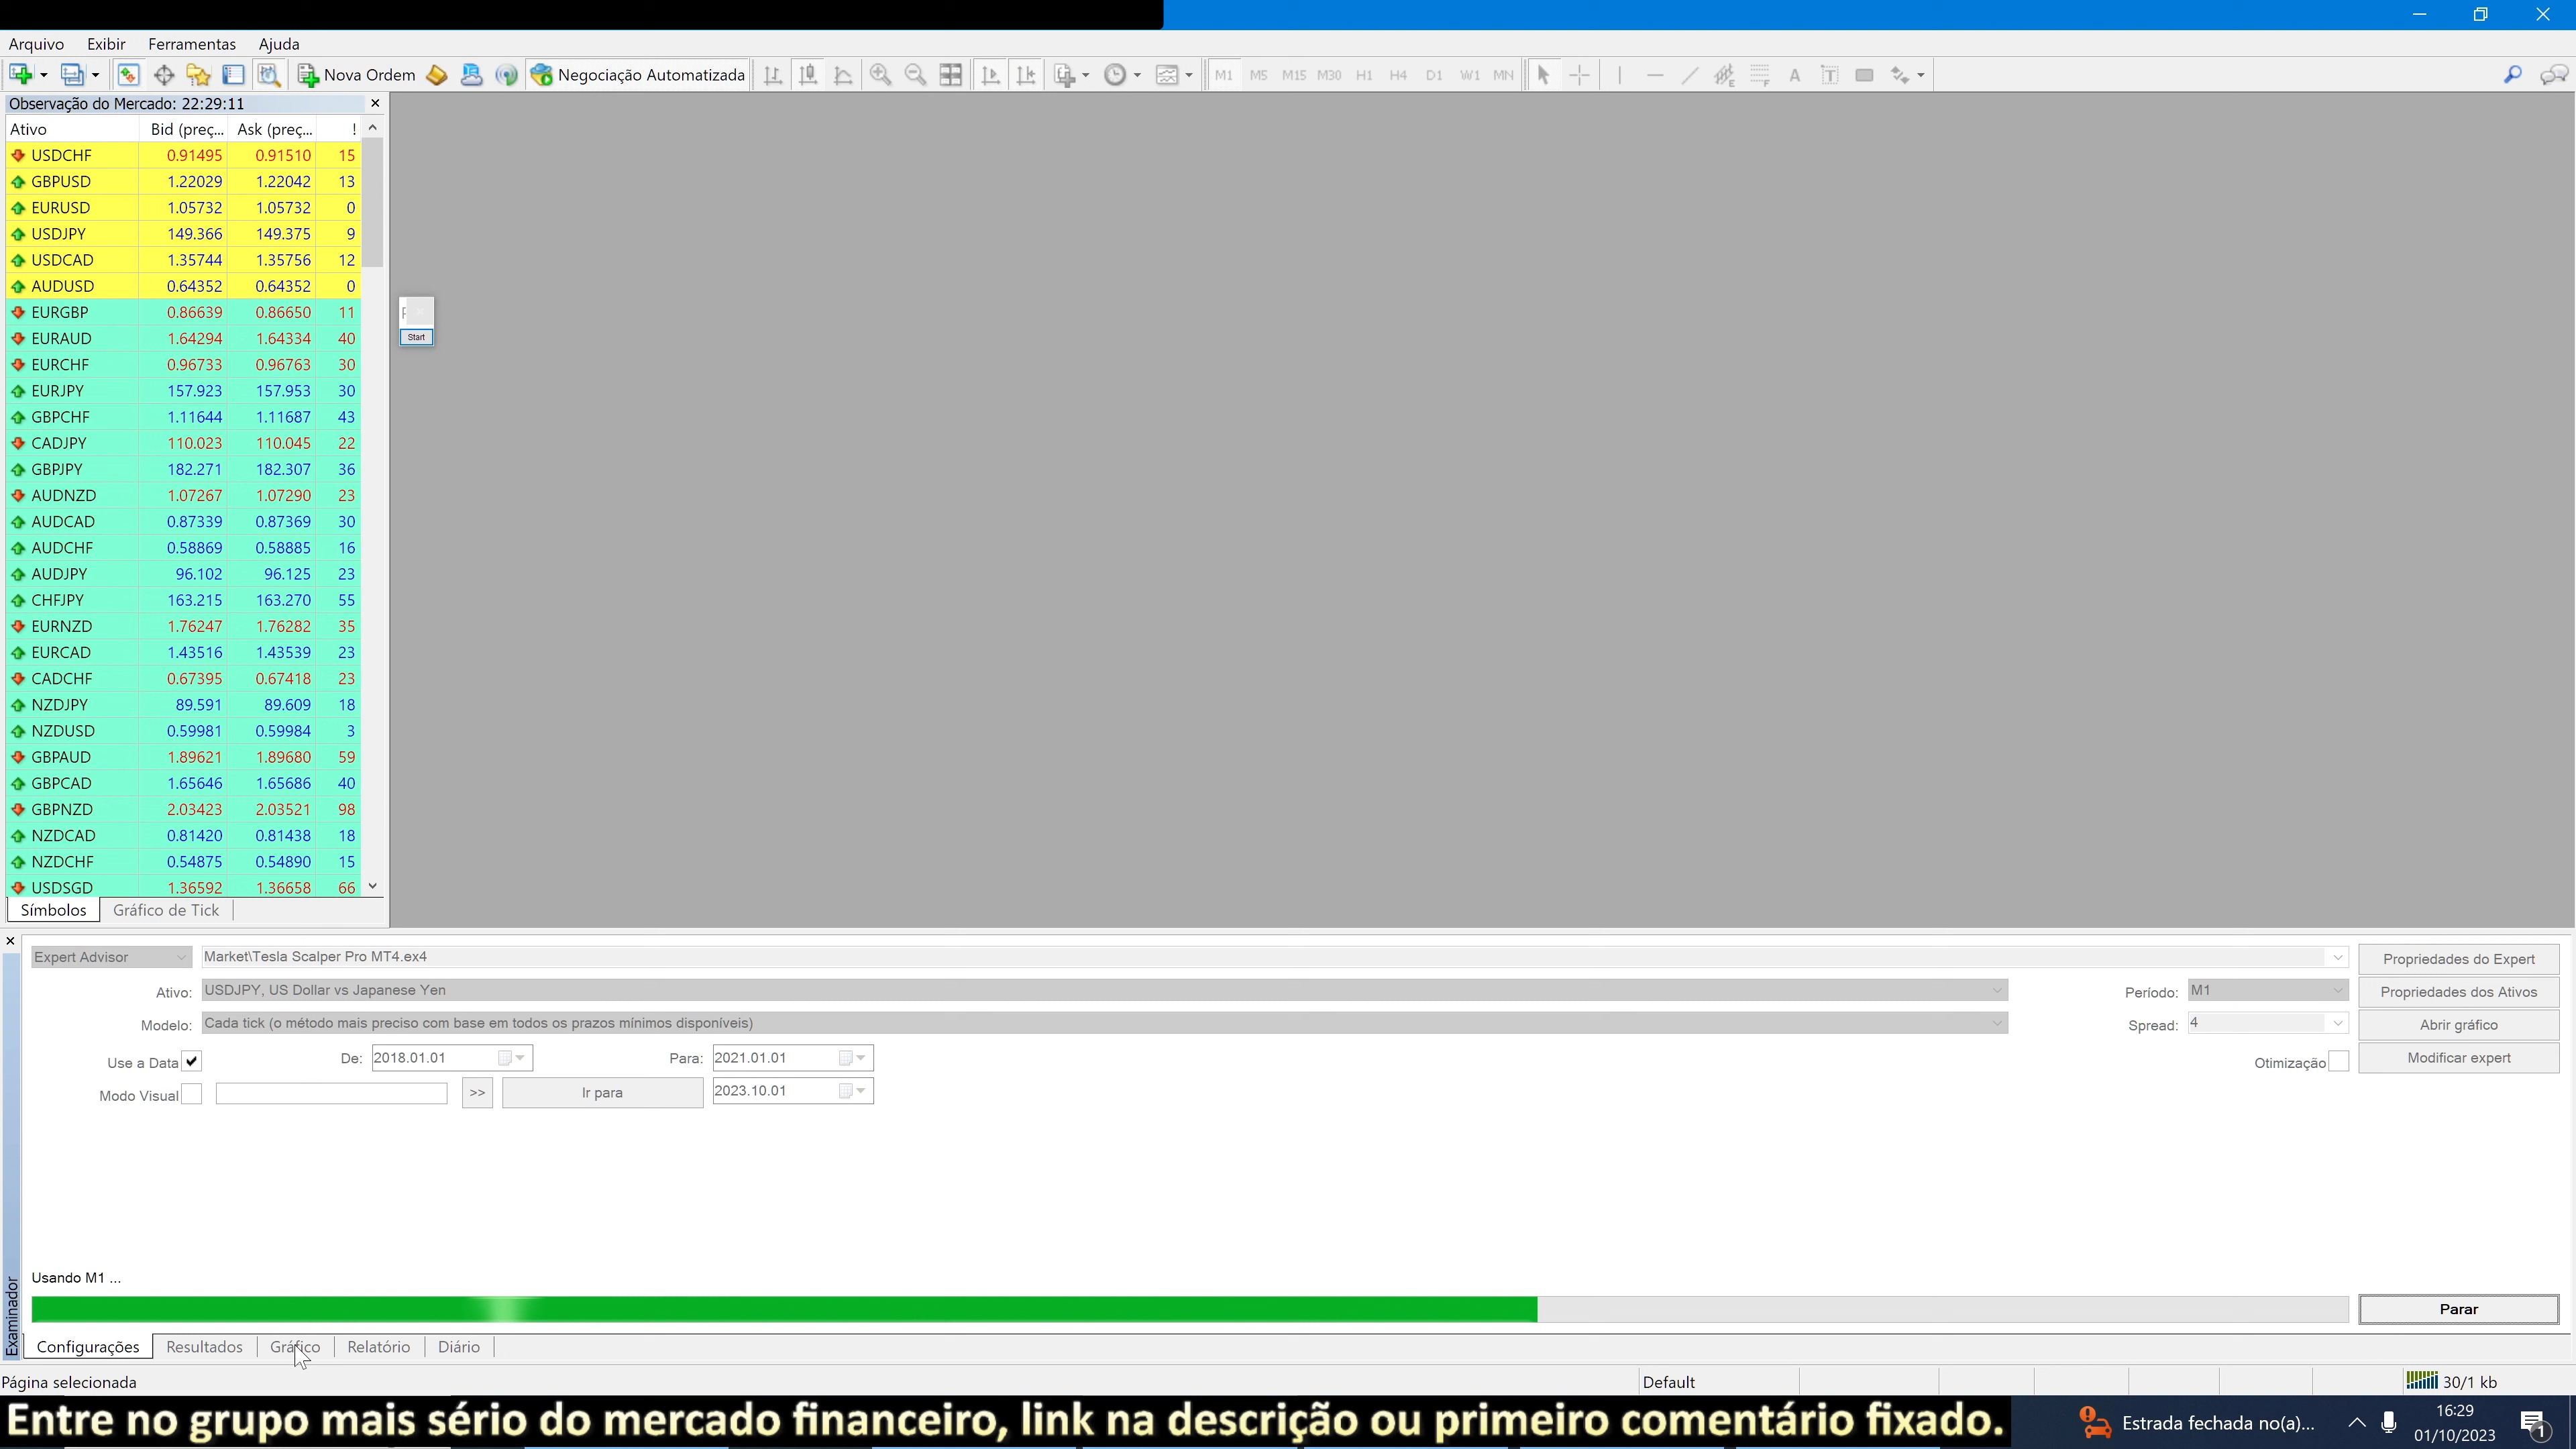 Arquivo Exibir Ferramentas Ajuda
Nova Ordem Negociação Automatizada M1 M5 M15 M30 H1 H4 D1 W1 MN A T
Observação do Mercado: 22:29:11
Ativo Bid (preç... Ask (preç... !
USDCHF 0.91495 0.91510 15
GBPUSD 1.22029 1.22042 13
EURUSD 1.05732 1.05732 0
USDJPY 149.366 149.375 9
USDCAD 1.35744 1.35756 12
AUDUSD 0.64352 0.64352 0
EURGBP 0.86639 0.86650 11
EURAUD 1.64294 1.64334 40
EURCHF 0.96733 0.96763 30
EURJPY 157.923 157.953 30
GBPCHF 1.11644 1.11687 43
CADJPY 110.023 110.045 22
GBPJPY 182.271 182.307 36
AUDNZD 1.07267 1.07290 23
AUDCAD 0.87339 0.87369 30
AUDCHF 0.58869 0.58885 16
AUDJPY 96.102 96.125 23
CHFJPY 163.215 163.270 55
EURNZD 1.76247 1.76282 35
EURCAD 1.43516 1.43539 23
CADCHF 0.67395 0.67418 23
NZDJPY 89.591 89.609 18
NZDUSD 0.59981 0.59984 3
GBPAUD 1.89621 1.89680 59
GBPCAD 1.65646 1.65686 40
GBPNZD 2.03423 2.03521 98
NZDCAD 0.81420 0.81438 18
NZDCHF 0.54875 0.54890 15
USDSGD 1.36592 1.36658 66
Símbolos Gráfico de Tick
Start
Expert Advisor Market\Tesla Scalper Pro MT4.ex4 Propriedades do Expert
Ativo: USDJPY, US Dollar vs Japanese Yen Período: M1 Propriedades dos Ativos
Modelo: Cada tick (o método mais preciso com base em todos os prazos mínimos disponíveis) Spread: 4 Abrir gráfico
Use a Data De: 2018.01.01 Para: 2021.01.01 Otimização Modificar expert
Modo Visual >> Ir para 2023.10.01
Usando M1 ...
Parar
Examinador
Configurações Resultados Gráfico Relatório Diário
Página selecionada Default 30/1 kb
Entre no grupo mais sério do mercado financeiro, link na descrição ou primeiro comentário fixado.
Estrada fechada no(a)... 16:29
01/10/2023 1